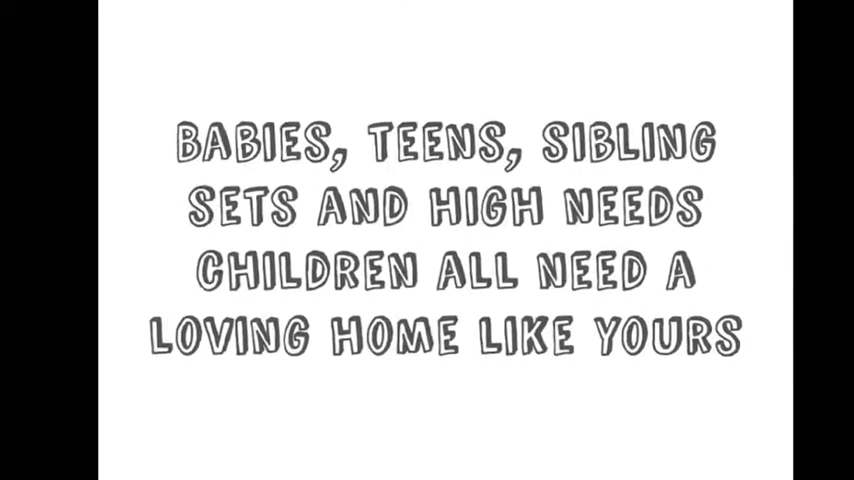 BABIES, TEENS, SIBLING
SETS AND HIGH NEEDS
CHILDREN ALL NEED A
LOVING HOME LIKE YOURS